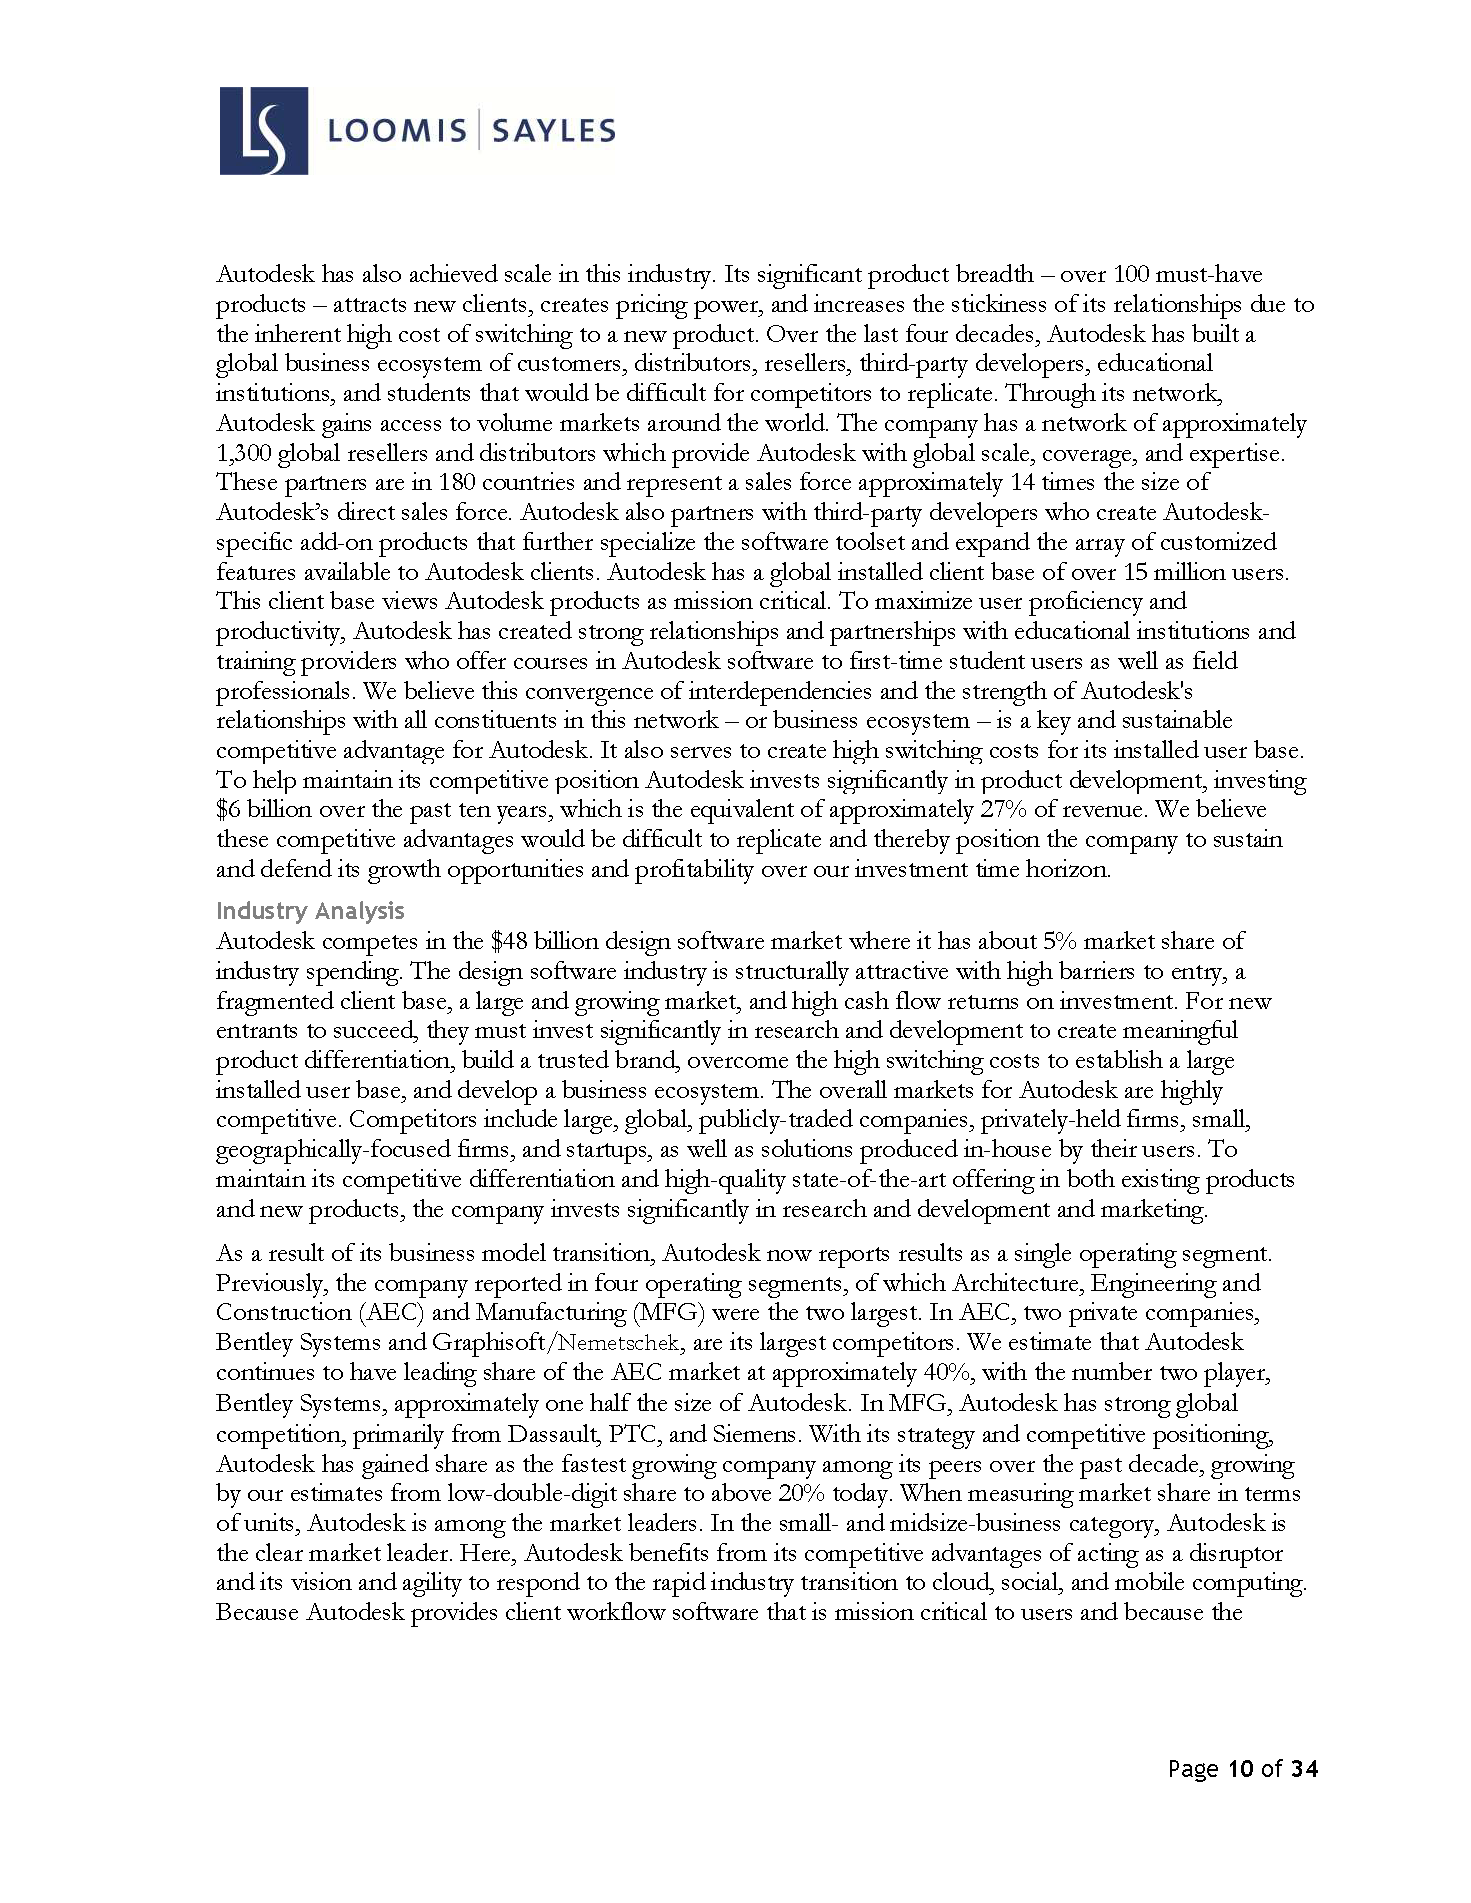 LS LOOMIS | SAYLES
Autodesk has also achieved scale in this industry. Its significant product breadth – over 100 must-have
products – attracts new clients, creates pricing power, and increases the stickiness of its relationships due to
the inherent high cost of switching to a new product. Over the last four decades, Autodesk has built a
global business ecosystem of customers, distributors, resellers, third-party developers, educational
institutions, and students that would be difficult for competitors to replicate. Through its network,
Autodesk gains access to volume markets around the world. The company has a network of approximately
1,300 global resellers and distributors which provide Autodesk with global scale, coverage, and expertise.
These partners are in 180 countries and represent a sales force approximately 14 times the size of
Autodesk’s direct sales force. Autodesk also partners with third-party developers who create Autodesk-
specific add-on products that further specialize the software toolset and expand the array of customized
features available to Autodesk clients. Autodesk has a global installed client base of over 15 million users.
This client base views Autodesk products as mission critical. To maximize user proficiency and
productivity, Autodesk has created strong relationships and partnerships with educational institutions and
training providers who offer courses in Autodesk software to first-time student users as well as field
professionals. We believe this convergence of interdependencies and the strength of Autodesk's
relationships with all constituents in this network – or business ecosystem – is a key and sustainable
competitive advantage for Autodesk. It also serves to create high switching costs for its installed user base.
To help maintain its competitive position Autodesk invests significantly in product development, investing
$6 billion over the past ten years, which is the equivalent of approximately 27% of revenue. We believe
these competitive advantages would be difficult to replicate and thereby position the company to sustain
and defend its growth opportunities and profitability over our investment time horizon.
Industry Analysis
Autodesk competes in the $48 billion design software market where it has about 5% market share of
industry spending. The design software industry is structurally attractive with high barriers to entry, a
fragmented client base, a large and growing market, and high cash flow returns on investment. For new
entrants to succeed, they must invest significantly in research and development to create meaningful
product differentiation, build a trusted brand, overcome the high switching costs to establish a large
installed user base, and develop a business ecosystem. The overall markets for Autodesk are highly
competitive. Competitors include large, global, publicly-traded companies, privately-held firms, small,
geographically-focused firms, and startups, as well as solutions produced in-house by their users. To
maintain its competitive differentiation and high-quality state-of-the-art offering in both existing products
and new products, the company invests significantly in research and development and marketing.
As a result of its business model transition, Autodesk now reports results as a single operating segment.
Previously, the company reported in four operating segments, of which Architecture, Engineering and
Construction (AEC) and Manufacturing (MFG) were the two largest. In AEC, two private companies,
Bentley Systems and Graphisoft/Nemetschek, are its largest competitors. We estimate that Autodesk
continues to have leading share of the AEC market at approximately 40%, with the number two player,
Bentley Systems, approximately one half the size of Autodesk. In MFG, Autodesk has strong global
competition, primarily from Dassault, PTC, and Siemens. With its strategy and competitive positioning,
Autodesk has gained share as the fastest growing company among its peers over the past decade, growing
by our estimates from low-double-digit share to above 20% today. When measuring market share in terms
of units, Autodesk is among the market leaders. In the small- and midsize-business category, Autodesk is
the clear market leader. Here, Autodesk benefits from its competitive advantages of acting as a disruptor
and its vision and agility to respond to the rapid industry transition to cloud, social, and mobile computing.
Because Autodesk provides client workflow software that is mission critical to users and because the
Page 10 of 34